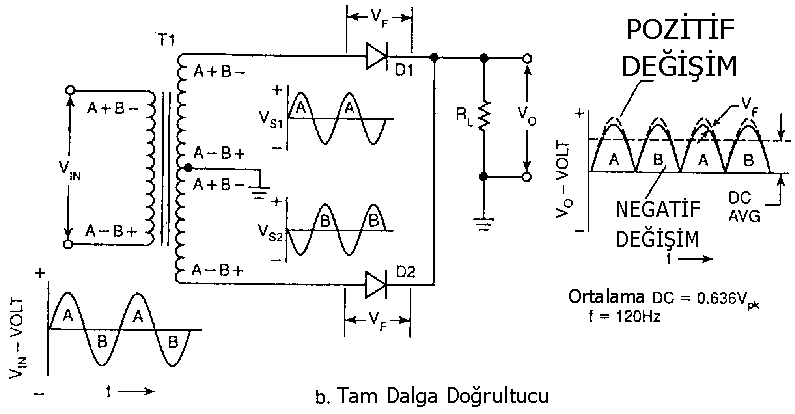 V_F
T1
A+B−
D1
+
V_S1
A
A
−
R_L
V_O
A+B−
V_IN
A−B+
A−B+
A+B−
+
V_S2
B
B
−
A−B+
D2
V_F
+
V_IN – VOLT
A
A
B
B
−
t
POZİTİF
DEĞİŞİM
+
V_F
V_O – VOLT
A
B
A
B
DC
AVG
NEGATİF
DEĞİŞİM
−
t
Ortalama DC = 0.636V_pk
f = 120Hz
b. Tam Dalga Doğrultucu